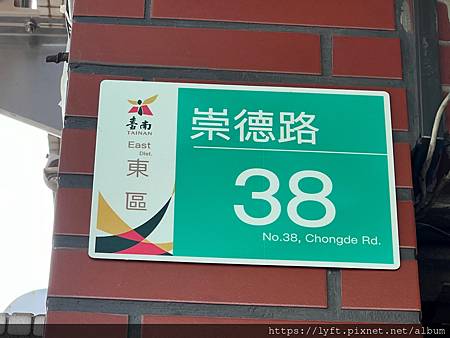 臺南
TAINAN
East
Dist.
東
區
崇德路
38
No.38, Chongde Rd.
https://lyft.pixnet.net/album